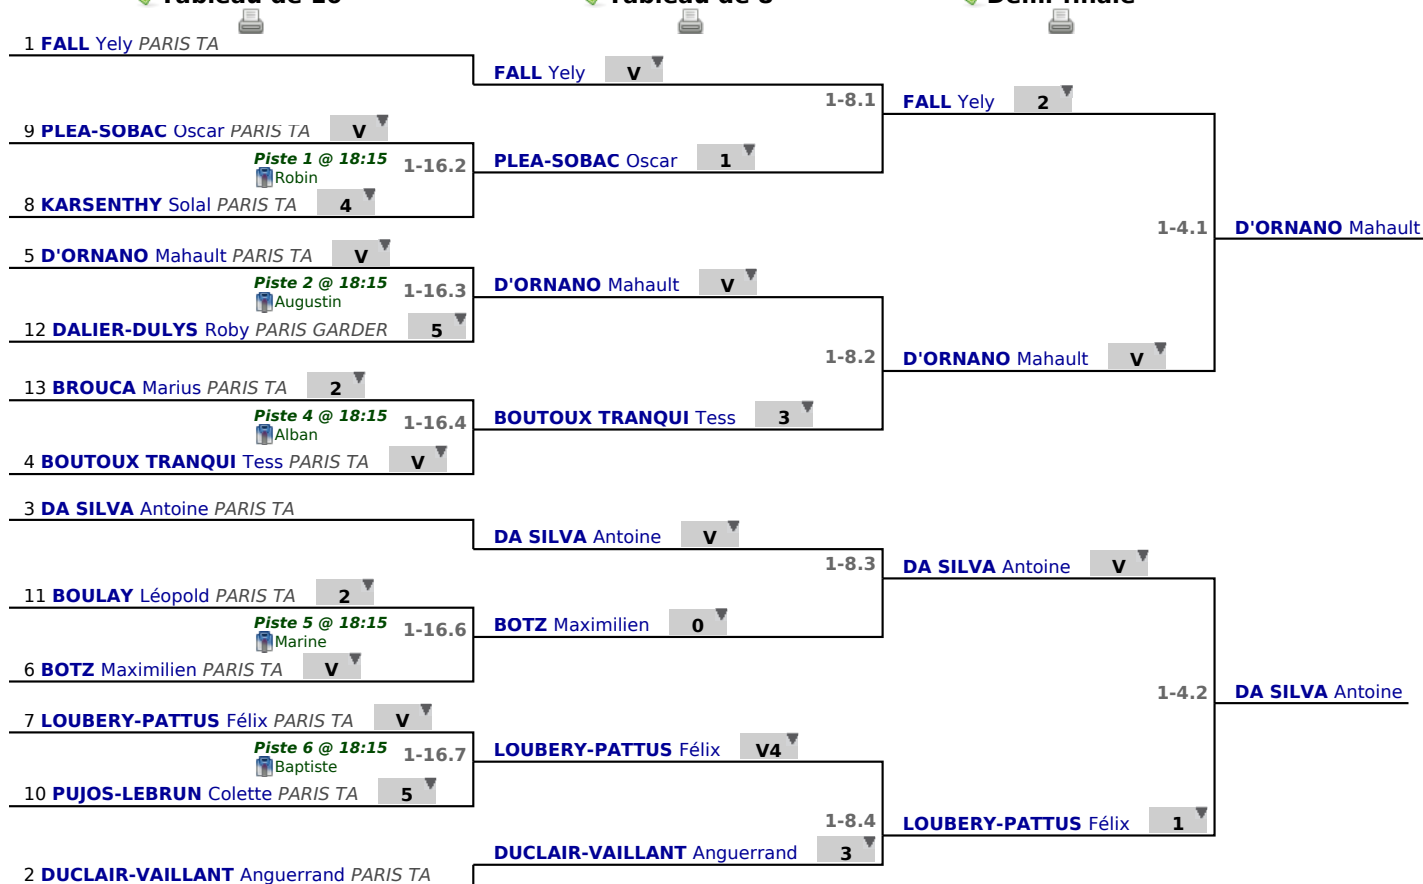 Tableau de 16
Tableau de 8
Demi-finale
1 FALL Yely PARIS TA
FALL Yely V
1-8.1
FALL Yely 2
9 PLEA-SOBAC Oscar PARIS TA V
Piste 1 @ 18:15
1-16.2
Robin
PLEA-SOBAC Oscar 1
8 KARSENTHY Solal PARIS TA 4
1-4.1
D'ORNANO Mahault
5 D'ORNANO Mahault PARIS TA V
Piste 2 @ 18:15
1-16.3
Augustin
D'ORNANO Mahault V
12 DALIER-DULYS Roby PARIS GARDER 5
1-8.2
D'ORNANO Mahault V
13 BROUCA Marius PARIS TA 2
Piste 4 @ 18:15
1-16.4
Alban
BOUTOUX TRANQUI Tess 3
4 BOUTOUX TRANQUI Tess PARIS TA V
3 DA SILVA Antoine PARIS TA
DA SILVA Antoine V
1-8.3
DA SILVA Antoine V
11 BOULAY Léopold PARIS TA 2
Piste 5 @ 18:15
1-16.6
Marine
BOTZ Maximilien 0
6 BOTZ Maximilien PARIS TA V
1-4.2
DA SILVA Antoine
7 LOUBERY-PATTUS Félix PARIS TA V
Piste 6 @ 18:15
1-16.7
Baptiste
LOUBERY-PATTUS Félix V4
10 PUJOS-LEBRUN Colette PARIS TA 5
1-8.4
LOUBERY-PATTUS Félix 1
DUCLAIR-VAILLANT Anguerrand 3
2 DUCLAIR-VAILLANT Anguerrand PARIS TA